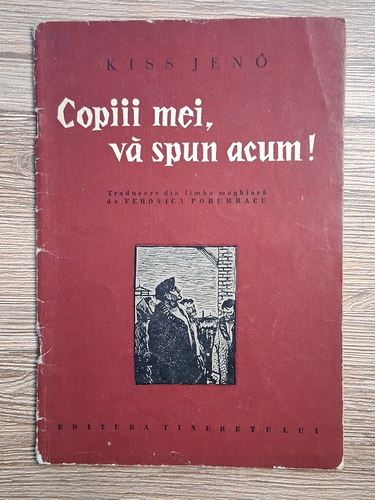 KISS JENŐ
Copiii mei,
vă spun acum!
Traducere din limba maghiară
de VERONICA PORUMBACU
EDITURA TINERETULUI